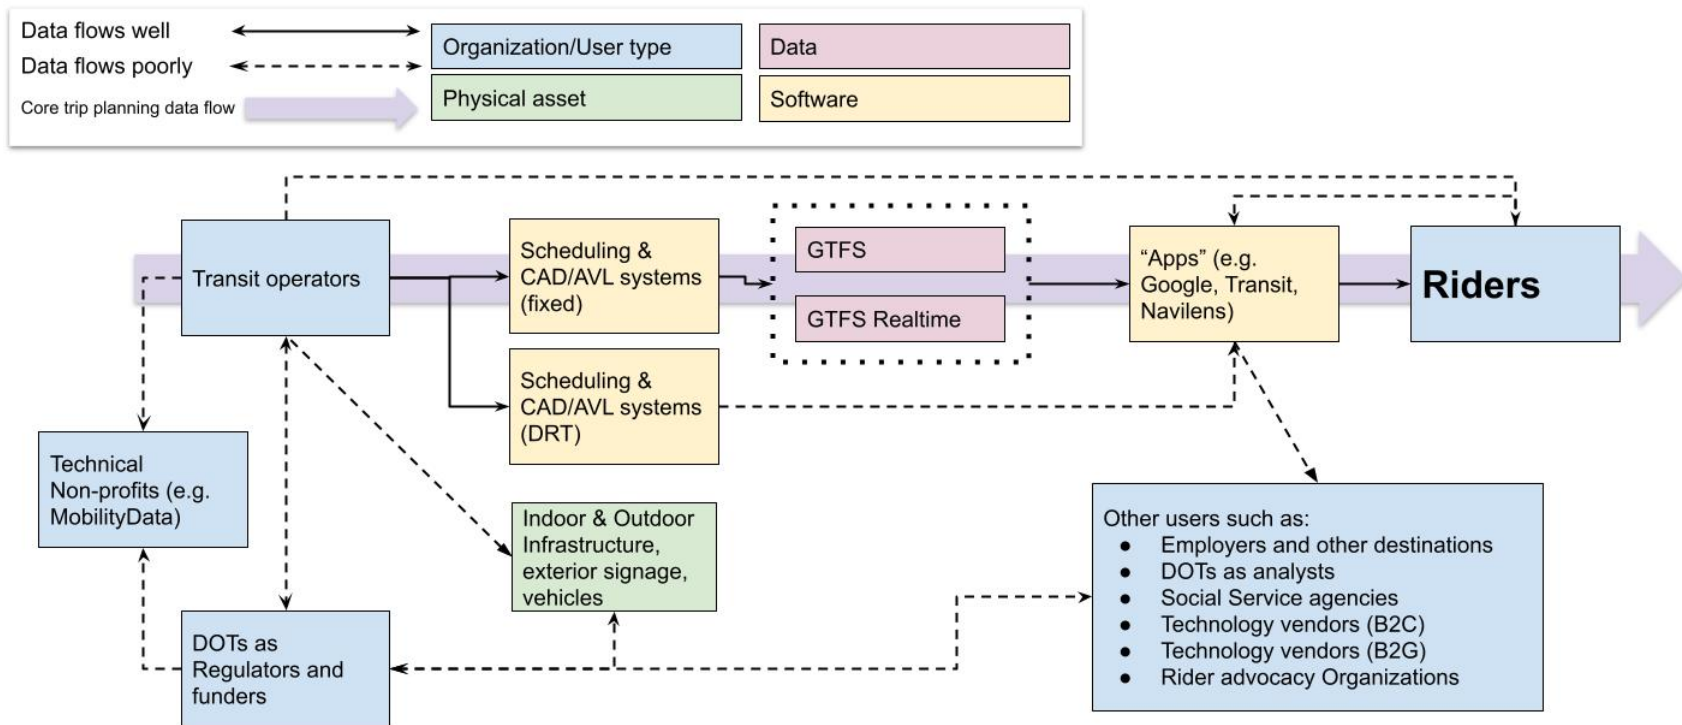 Data flows well
Data flows poorly
Core trip planning data flow
Organization/User type
Data
Physical asset
Software
Transit operators
Scheduling &
CAD/AVL systems
(fixed)
GTFS
GTFS Realtime
“Apps” (e.g.
Google, Transit,
Navilens)
Riders
Scheduling &
CAD/AVL systems
(DRT)
Technical
Non-profits (e.g.
MobilityData)
Indoor & Outdoor
Infrastructure,
exterior signage,
vehicles
DOTs as
Regulators and
funders
Other users such as:
● Employers and other destinations
● DOTs as analysts
● Social Service agencies
● Technology vendors (B2C)
● Technology vendors (B2G)
● Rider advocacy Organizations